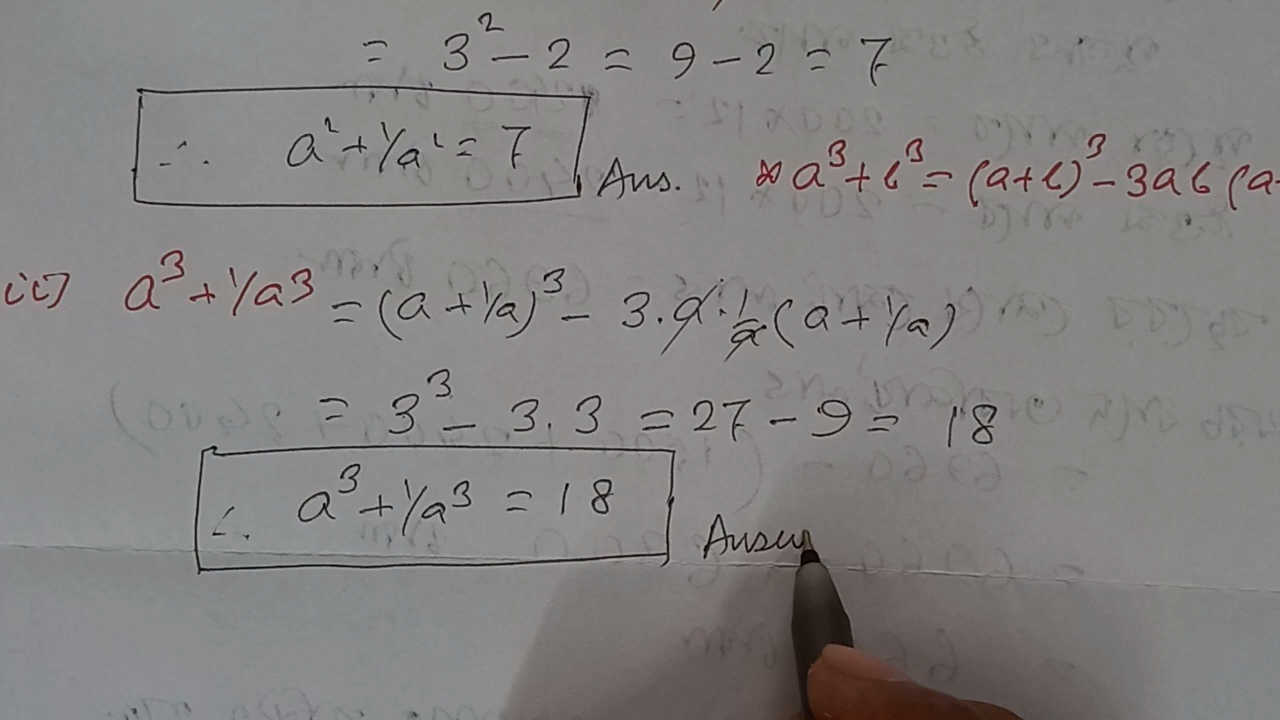 = 3² - 2 = 9 - 2 = 7
∴ a² + 1/a² = 7 Ans. * a³ + b³ = (a+b)³ - 3ab (a+
ii) a³ + 1/a³ = (a + 1/a)³ - 3.a.1/a (a + 1/a)
= 3³ - 3.3 = 27 - 9 = 18
∴ a³ + 1/a³ = 18 Answe